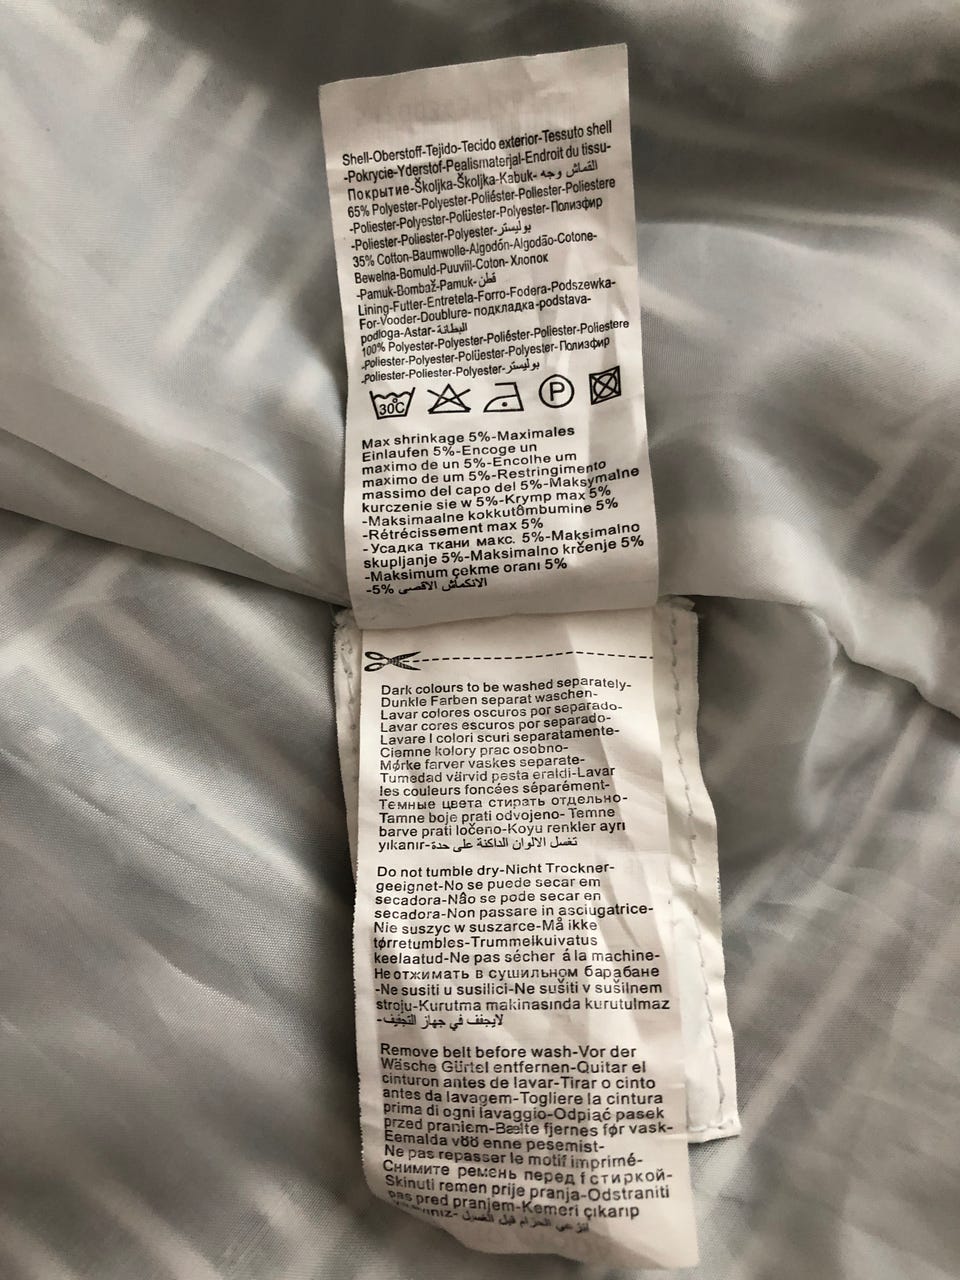 Shell-Oberstoff-Tejido-Tecido exterior-Tessuto shell
-Pokrycie-Yderstof-Pealismaterjal-Endroit du tissu-
Покрытие-Školjka-Školjka-Kabuk- القماش وجه
65% Polyester-Polyester-Poliéster-Poliester-Poliestere
-Poliester-Polyester-Polüester-Polyester- Полиэфир
-Poliester-Poliester-Polyester- بوليستر
35% Cotton-Baumwolle-Algodón-Algodão-Cotone-
Bewelna-Bomuld-Puuviil-Coton- Хлопок
-Pamuk-Bombaž-Pamuk- قطن
Lining-Futter-Entretela-Forro-Fodera-Podszewka-
For-Vooder-Doublure- подкладка -podstava-
podloga-Astar- البطانة
100% Polyester-Polyester-Poliéster-Poliester-Poliestere
-Poliester-Polyester-Polüester-Polyester- Полиэфир
-Poliester-Poliester-Polyester- بوليستر
30C P
Max shrinkage 5%-Maximales
Einlaufen 5%-Encoge un
maximo de un 5%-Encolhe um
maximo de um 5%-Restringimento
massimo del capo del 5%-Maksymalne
kurczenie sie w 5%-Krymp max 5%
-Maksimaalne kokkutõmbumine 5%
-Rétrécissement max 5%
-Усадка ткани макс. 5%-Maksimalno
skupljanje 5%-Maksimalno krčenje 5%
-Maksimum çekme oranı 5%
-5% الانكماش الاقصى
Dark colours to be washed separately-
Dunkle Farben separat waschen-
Lavar colores oscuros por separado-
Lavar cores escuros por separado-
Lavare I colori scuri separatamente-
Ciemne kolory prac osobno-
Mørke farver vaskes separate-
Tumedad värvid pesta eraldi-Lavar
les couleurs foncées séparément-
Темные цвета стирать отдельно-
Tamne boje prati odvojeno- Temne
barve prati ločeno-Koyu renkler ayrı
yıkanır- تغسل الالوان الداكنة على حدة
Do not tumble dry-Nicht Trockner-
geeignet-No se puede secar em
secadora-Não se pode secar en
secadora-Non passare in asciugatrice-
Nie suszyc w suszarce-Må ikke
tørretumbles-Trummelkuivatus
keelaatud-Ne pas sécher á la machine-
Не отжимать в сушильном барабане
-Ne susiti u susilici-Ne sušiti v sušilnem
stroju-Kurutma makinasında kurutulmaz
- لايجفف في جهاز التجفيف
Remove belt before wash-Vor der
Wäsche Gürtel entfernen-Quitar el
cinturon antes de lavar-Tirar o cinto
antes da lavagem-Togliere la cintura
prima di ogni lavaggio-Odpiąć pasek
przed praniem-Bælte fjernes før vask-
Eemalda vöö enne pesemist-
Ne pas repasser le motif imprimé-
Снимите ремень перед стиркой-
Skinuti remen prije pranja-Odstraniti
pas pred pranjem-Kemeri çıkarıp
انزعي الحزام قبل الغسيل